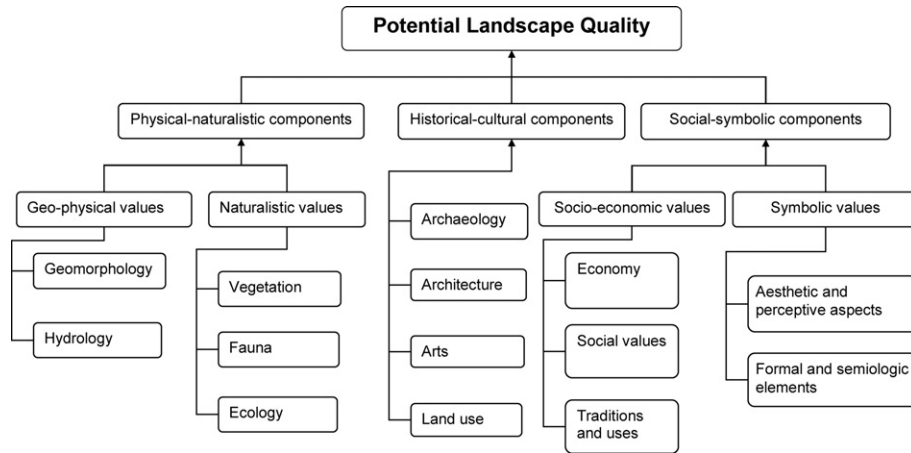 Potential Landscape Quality
Physical-naturalistic components
Historical-cultural components
Social-symbolic components
Geo-physical values
Naturalistic values
Socio-economic values
Symbolic values
Geomorphology
Hydrology
Vegetation
Fauna
Ecology
Archaeology
Architecture
Arts
Land use
Economy
Social values
Traditions
and uses
Aesthetic and
perceptive aspects
Formal and semiologic
elements